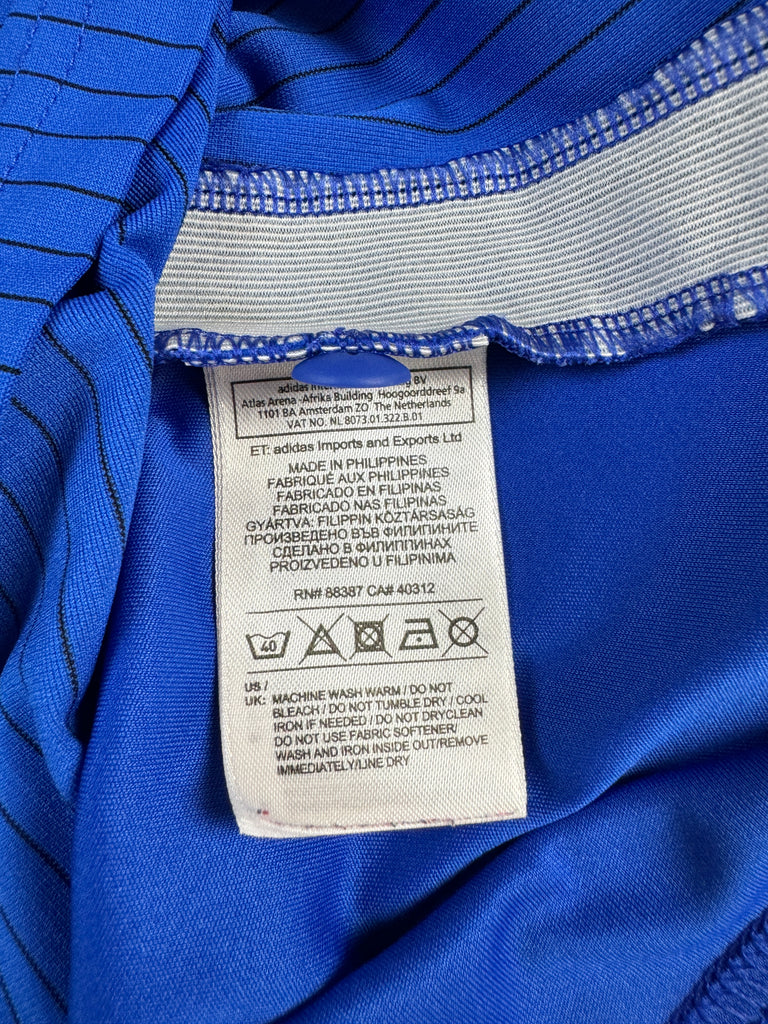 adidas BV
Atlas Arena -Afrika Building Hoogoorddreef 9a
1101 BA Amsterdam ZO The Netherlands
VAT NO. NL 8073.01.322.B.01
ET: adidas Imports and Exports Ltd
MADE IN PHILIPPINES
FABRIQUÉ AUX PHILIPPINES
FABRICADO EN FILIPINAS
FABRICADO NAS FILIPINAS
GYÁRTVA: FILIPPIN KÖZTÁRSASÁG
ПРОИЗВЕДЕНО ВЪВ ФИЛИПИНИТЕ
СДЕЛАНО В ФИЛИППИНАХ
PROIZVEDENO U FILIPINIMA
RN# 88387 CA# 40312
40
US /
UK: MACHINE WASH WARM / DO NOT
BLEACH / DO NOT TUMBLE DRY / COOL
IRON IF NEEDED / DO NOT DRYCLEAN
DO NOT USE FABRIC SOFTENER/
WASH AND IRON INSIDE OUT/REMOVE
IMMEDIATELY/LINE DRY